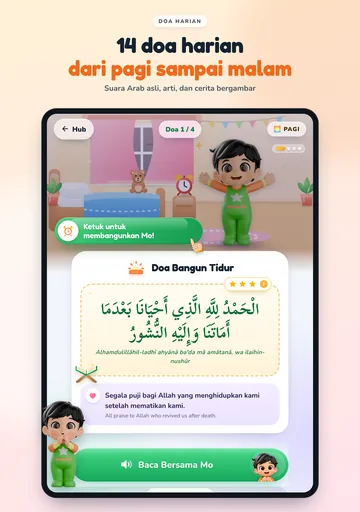 DOA HARIAN
14 doa harian
dari pagi sampai malam
Suara Arab asli, arti, dan cerita bergambar
← Hub
Doa 1 / 4
PAGI
Ketuk untuk
membangunkan Mo!
Doa Bangun Tidur
الْحَمْدُ لِلَّهِ الَّذِي أَحْيَانَا بَعْدَمَا
أَمَاتَنَا وَإِلَيْهِ النُّشُورُ
Alhamdulillāhil-ladhī ahyānā ba'da mā amātanā, wa ilaihin-
nushūr
Segala puji bagi Allah yang menghidupkan kami
setelah mematikan kami.
All praise to Allah who revived us after death.
Baca Bersama Mo